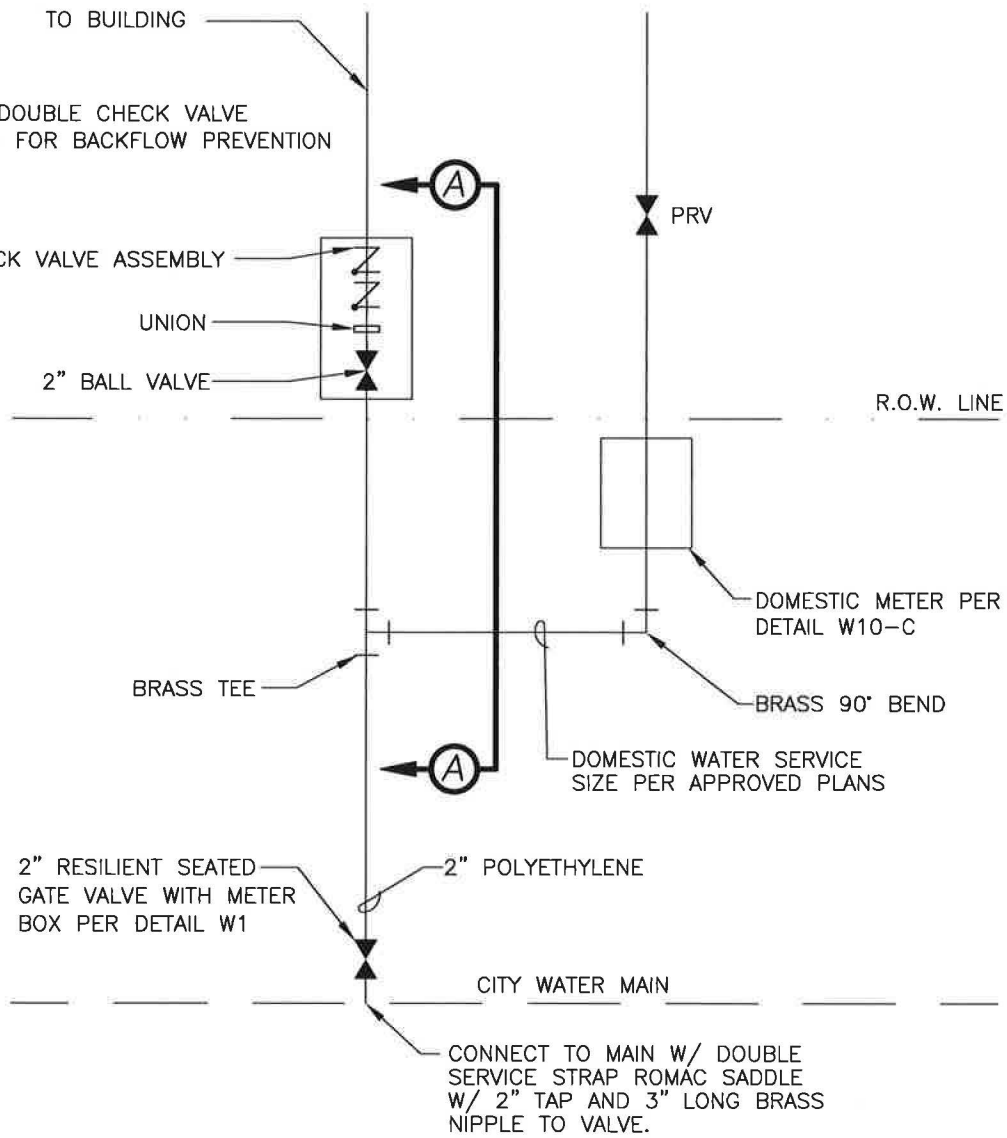 TO BUILDING
DOUBLE CHECK VALVE
FOR BACKFLOW PREVENTION
A
PRV
CK VALVE ASSEMBLY
UNION
2" BALL VALVE
R.O.W. LINE
DOMESTIC METER PER
DETAIL W10-C
BRASS TEE
BRASS 90° BEND
A
DOMESTIC WATER SERVICE
SIZE PER APPROVED PLANS
2" RESILIENT SEATED
GATE VALVE WITH METER
BOX PER DETAIL W1
2" POLYETHYLENE
CITY WATER MAIN
CONNECT TO MAIN W/ DOUBLE
SERVICE STRAP ROMAC SADDLE
W/ 2" TAP AND 3" LONG BRASS
NIPPLE TO VALVE.